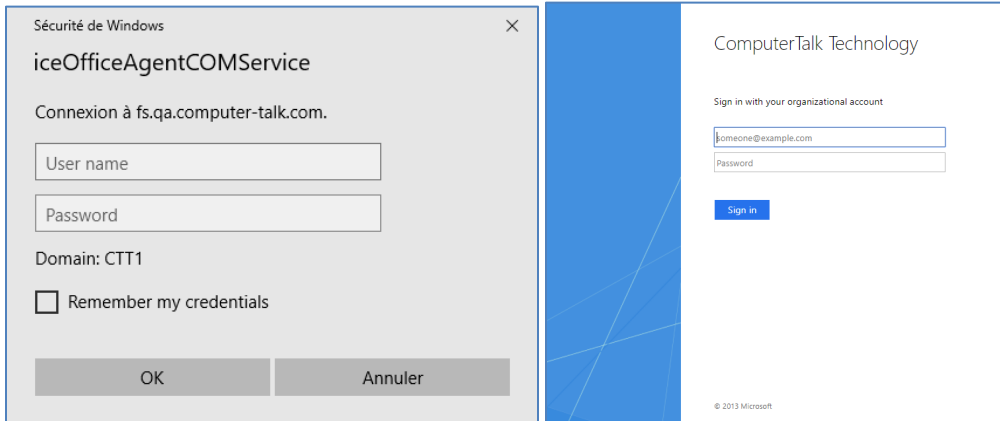 Sécurité de Windows
iceOfficeAgentCOMService
Connexion à fs.qa.computer-talk.com.
User name
Password
Domain: CTT1
Remember my credentials
OK
Annuler
ComputerTalk Technology
Sign in with your organizational account
someone@example.com
Password
Sign in
© 2013 Microsoft